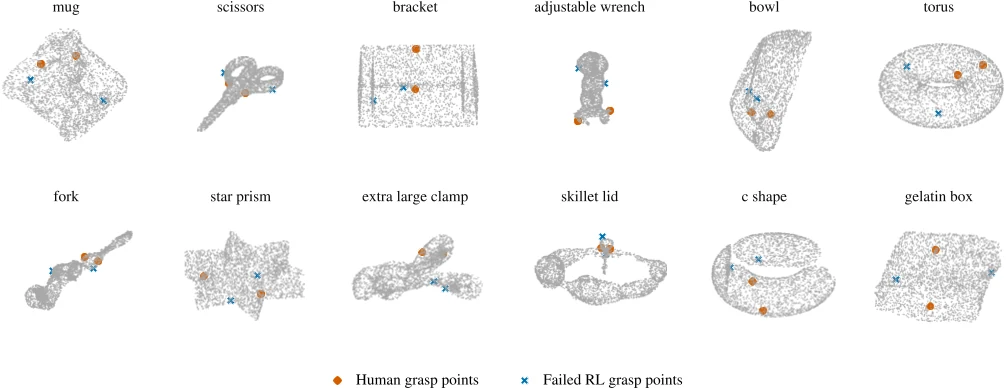 mug scissors bracket adjustable wrench bowl torus
fork star prism extra large clamp skillet lid c shape gelatin box
Human grasp points Failed RL grasp points